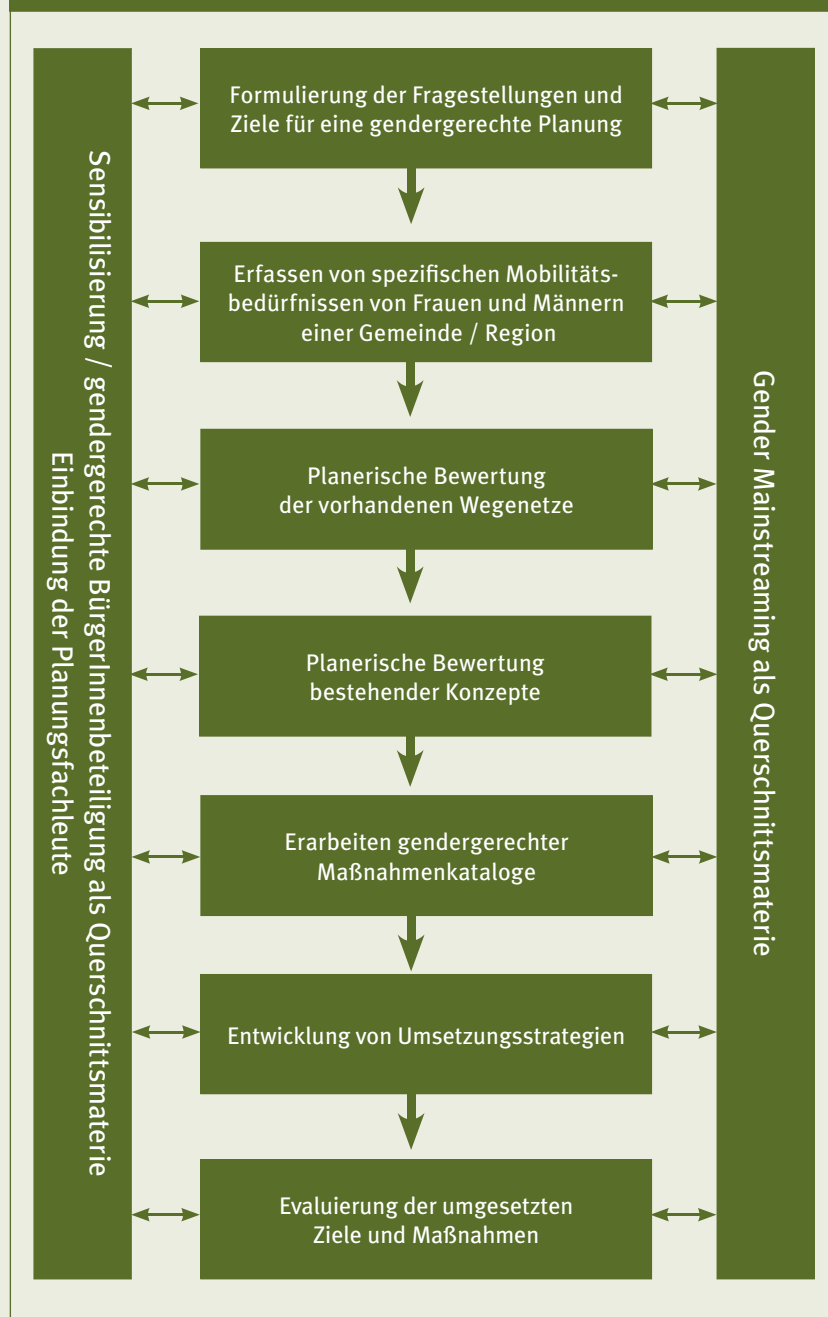 Sensibilisierung / gendergerechte BürgerInnenbeteiligung als Querschnittsmaterie
Einbindung der Planungsfachleute
Formulierung der Fragestellungen und
Ziele für eine gendergerechte Planung
Erfassen von spezifischen Mobilitäts-
bedürfnissen von Frauen und Männern
einer Gemeinde / Region
Planerische Bewertung
der vorhandenen Wegenetze
Planerische Bewertung
bestehender Konzepte
Erarbeiten gendergerechter
Maßnahmenkataloge
Entwicklung von Umsetzungsstrategien
Evaluierung der umgesetzten
Ziele und Maßnahmen
Gender Mainstreaming als Querschnittsmaterie